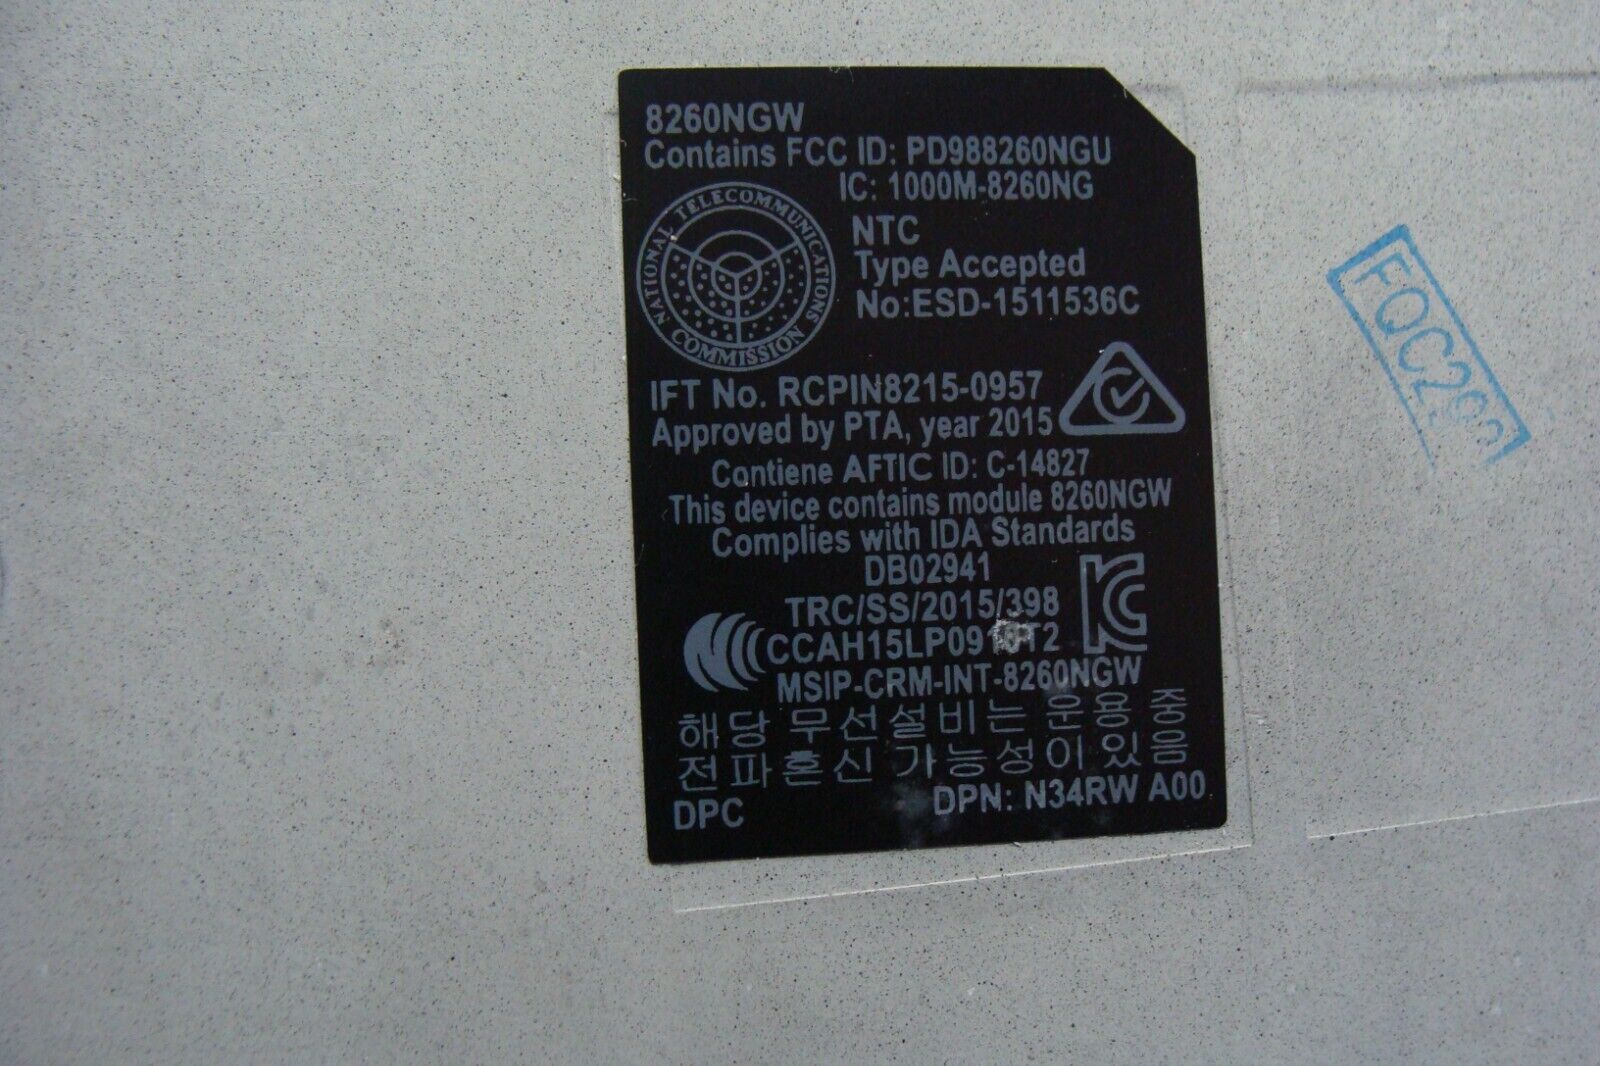 8260NGW
Contains FCC ID: PD988260NGU
IC: 1000M-8260NG
NATIONAL TELECOMMUNICATIONS COMMISSION
NTC
Type Accepted
No:ESD-1511536C
IFT No. RCPIN8215-0957
Approved by PTA, year 2015
Contiene AFTIC ID: C-14827
This device contains module 8260NGW
Complies with IDA Standards
DB02941
TRC/SS/2015/398
MSIP-CRM-INT-8260NGW
해당 무선설비는 운용 중
전파혼신 가능성이 있음
DPC
DPN: N34RW A00